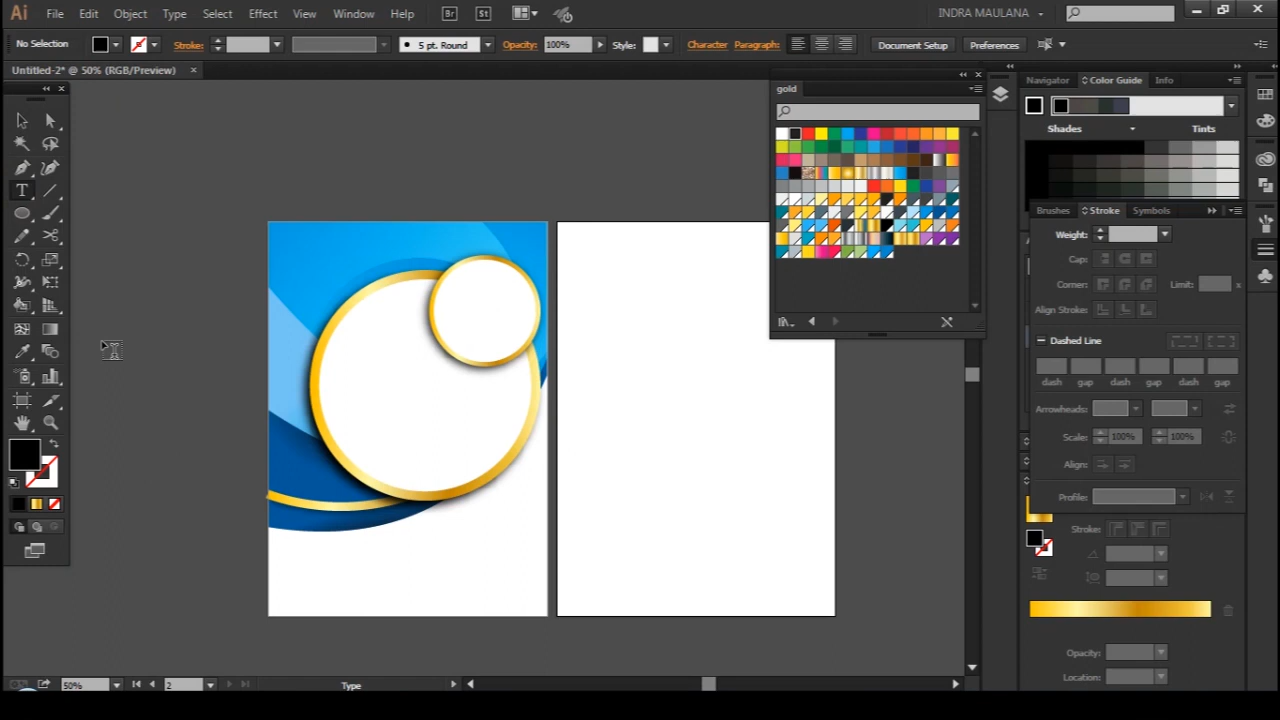 Ai File Edit Object Type Select Effect View Window Help Br St INDRA MAULANA
No Selection Stroke: 5 pt. Round Opacity: 100% Style: Character Paragraph: Document Setup Preferences
Untitled-2* @ 50% (RGB/Preview)
gold
Navigator Color Guide Info
Shades Tints
Brushes Stroke Symbols
Weight:
Cap:
Corner: Limit: x
Align Stroke:
Dashed Line
dash gap dash gap dash gap
Arrowheads:
Scale: 100% 100%
Align:
Profile:
Stroke:
Opacity:
Location:
50% 2 Type